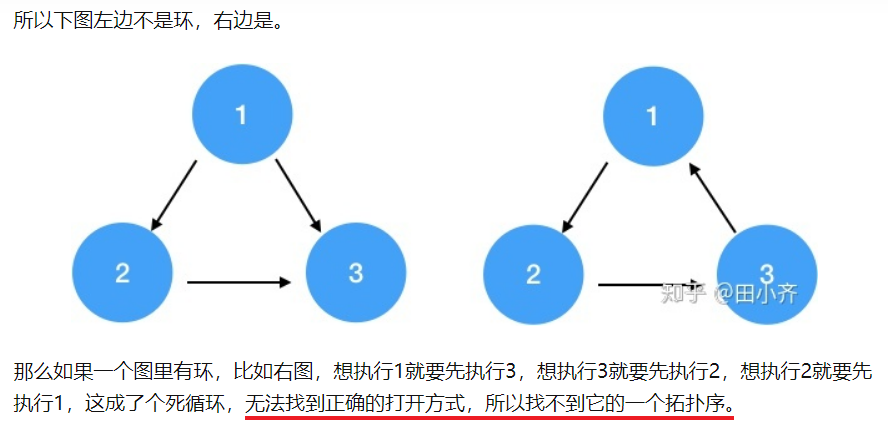 所以下图左边不是环，右边是。
1
1
2
3
2
3
知乎 @田小齐
那么如果一个图里有环，比如右图，想执行1就要先执行3，想执行3就要先执行2，想执行2就要先
执行1，这成了个死循环，无法找到正确的打开方式，所以找不到它的一个拓扑序。